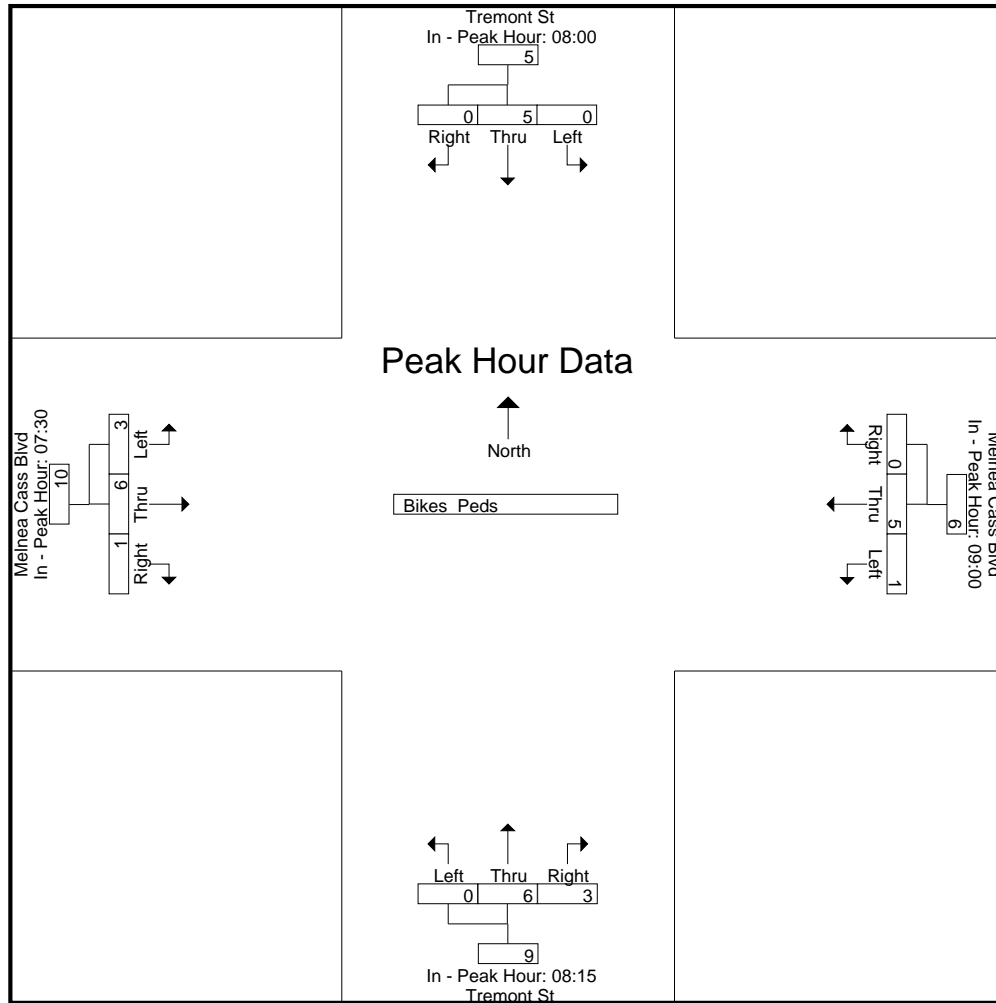 Tremont St
In - Peak Hour: 08:00
5
0 5 0
Right Thru Left
Peak Hour Data
North
Bikes Peds
Melnea Cass Blvd
In - Peak Hour: 07:30
10
3 6 1
Left Thru Right
Melnea Cass Blvd
In - Peak Hour: 09:00
6
0 5 1
Right Thru Left
Left Thru Right
0 6 3
9
In - Peak Hour: 08:15
Tremont St